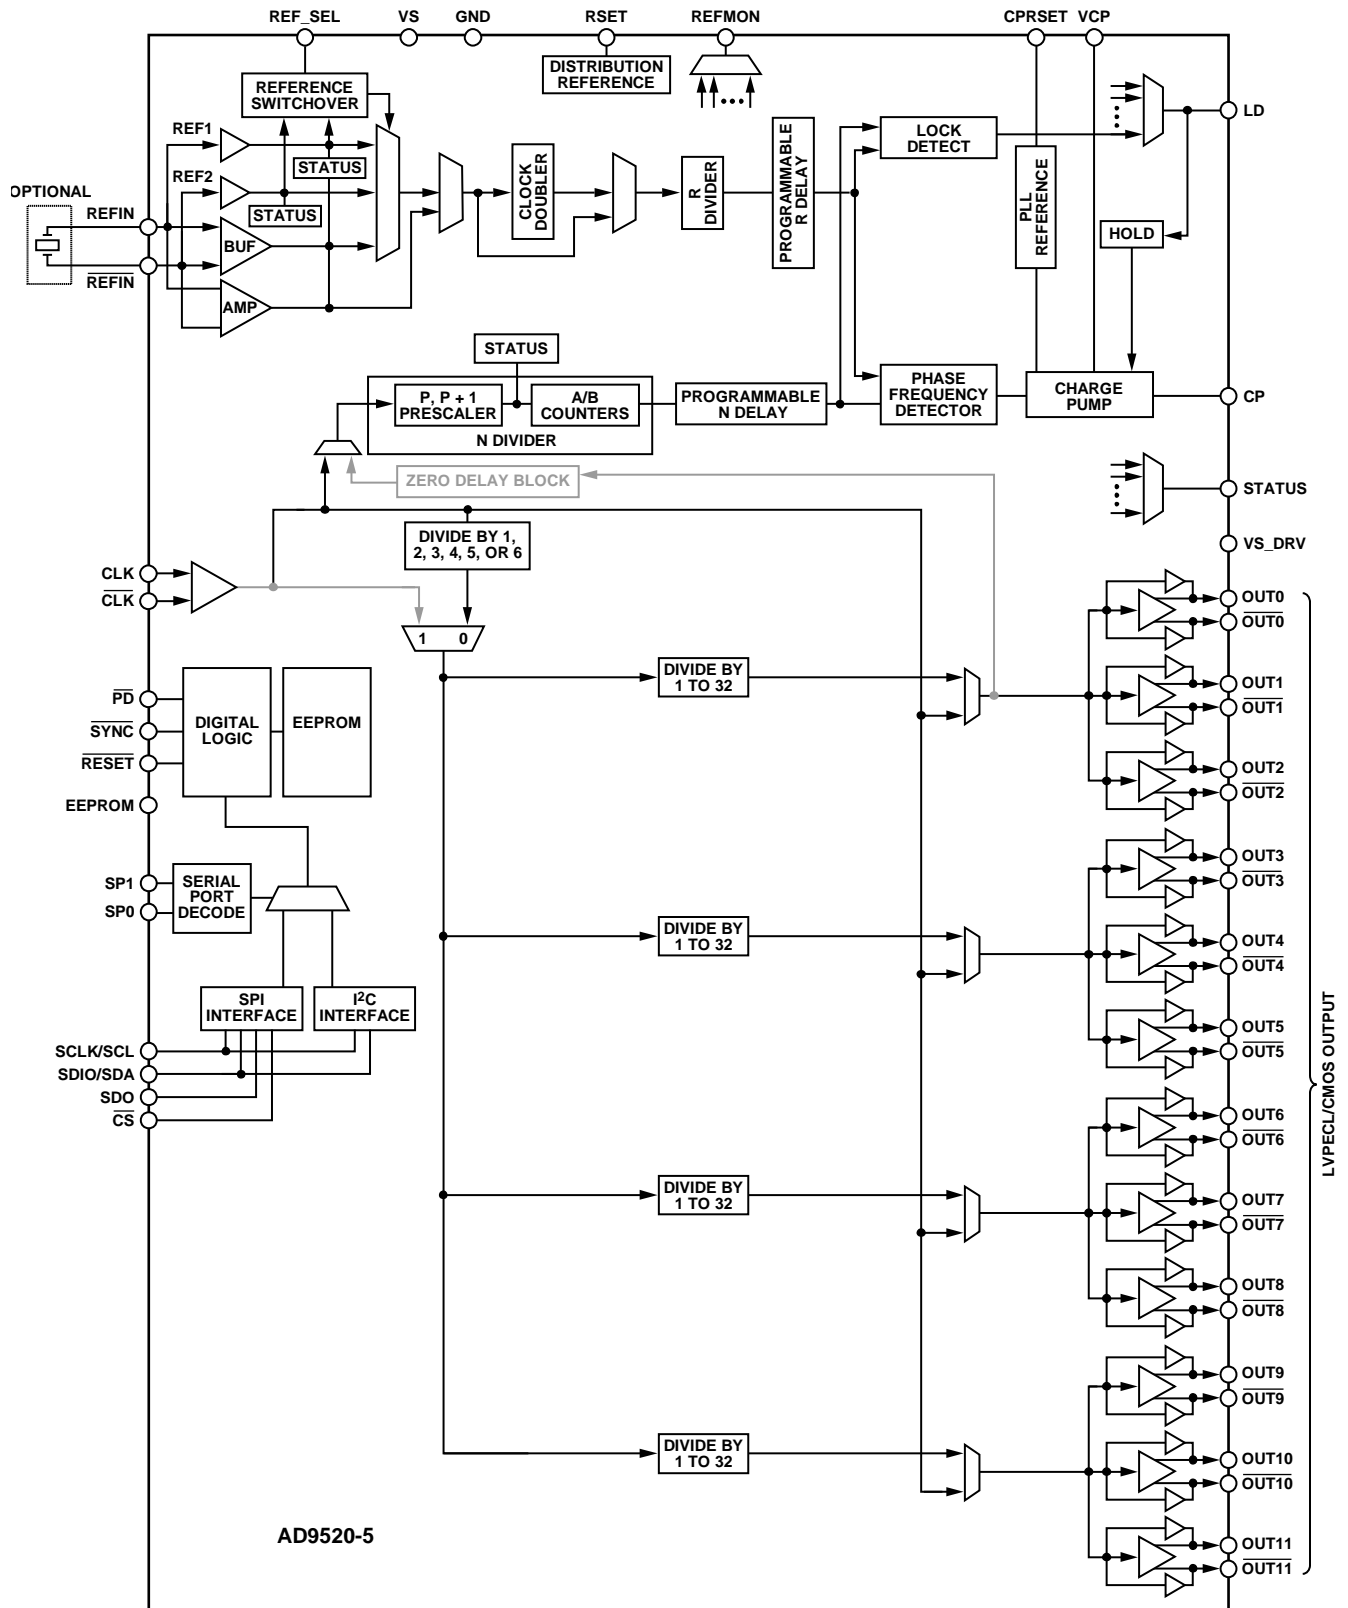 REF_SEL VS GND RSET REFMON CPRSET VCP
DISTRIBUTION
REFERENCE
REFERENCE
SWITCHOVER
REF1
STATUS
REF2
STATUS
OPTIONAL
REFIN
REFIN
BUF
AMP
CLOCK
DOUBLER
R
DIVIDER
PROGRAMMABLE
R DELAY
LOCK
DETECT
PLL
REFERENCE
LD
HOLD
STATUS
P, P + 1
PRESCALER
A/B
COUNTERS
N DIVIDER
PROGRAMMABLE
N DELAY
PHASE
FREQUENCY
DETECTOR
CHARGE
PUMP
CP
ZERO DELAY BLOCK
STATUS
VS_DRV
DIVIDE BY 1,
2, 3, 4, 5, OR 6
CLK
CLK
1 0
PD
SYNC
RESET
EEPROM
DIGITAL
LOGIC
EEPROM
SP1
SP0
SERIAL
PORT
DECODE
SPI
INTERFACE
I²C
INTERFACE
SCLK/SCL
SDIO/SDA
SDO
CS
DIVIDE BY
1 TO 32
DIVIDE BY
1 TO 32
DIVIDE BY
1 TO 32
DIVIDE BY
1 TO 32
OUT0
OUT0
OUT1
OUT1
OUT2
OUT2
OUT3
OUT3
OUT4
OUT4
OUT5
OUT5
OUT6
OUT6
OUT7
OUT7
OUT8
OUT8
OUT9
OUT9
OUT10
OUT10
OUT11
OUT11
LVPECL/CMOS OUTPUT
AD9520-5